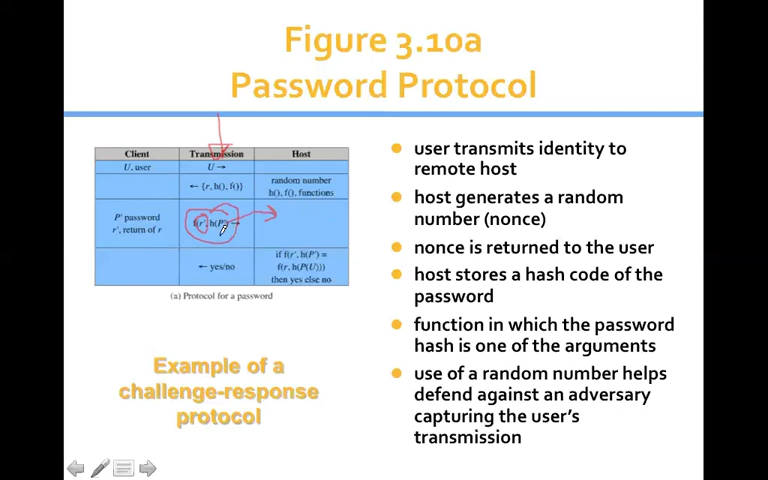 Figure 3.10a
Password Protocol
Client Transmission Host
U, user U →
← {r, h(), f()} random number
h(), f(), functions
P' password
r', return of r
f(r', h(P') →
← yes/no
if f(r', h(P') =
f(r, h(P(U)))
then yes else no
(a) Protocol for a password
Example of a
challenge-response
protocol
user transmits identity to
remote host
host generates a random
number (nonce)
nonce is returned to the user
host stores a hash code of the
password
function in which the password
hash is one of the arguments
use of a random number helps
defend against an adversary
capturing the user's
transmission